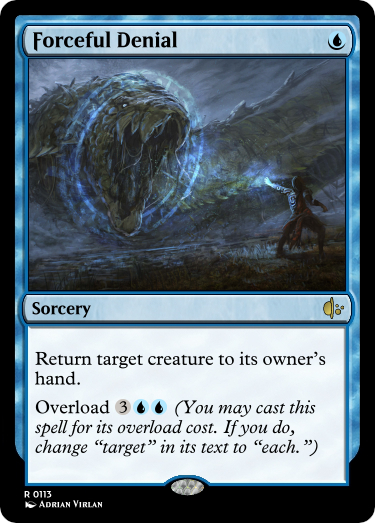 Forceful Denial
Sorcery
Return target creature to its owner's
hand.
Overload 3 (You may cast this
spell for its overload cost. If you do,
change “target” in its text to “each.”)
R 0113
Adrian Virlan